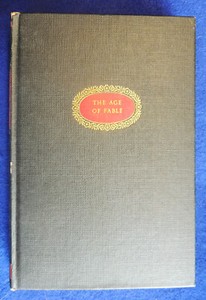 THE AGE
OF FABLE